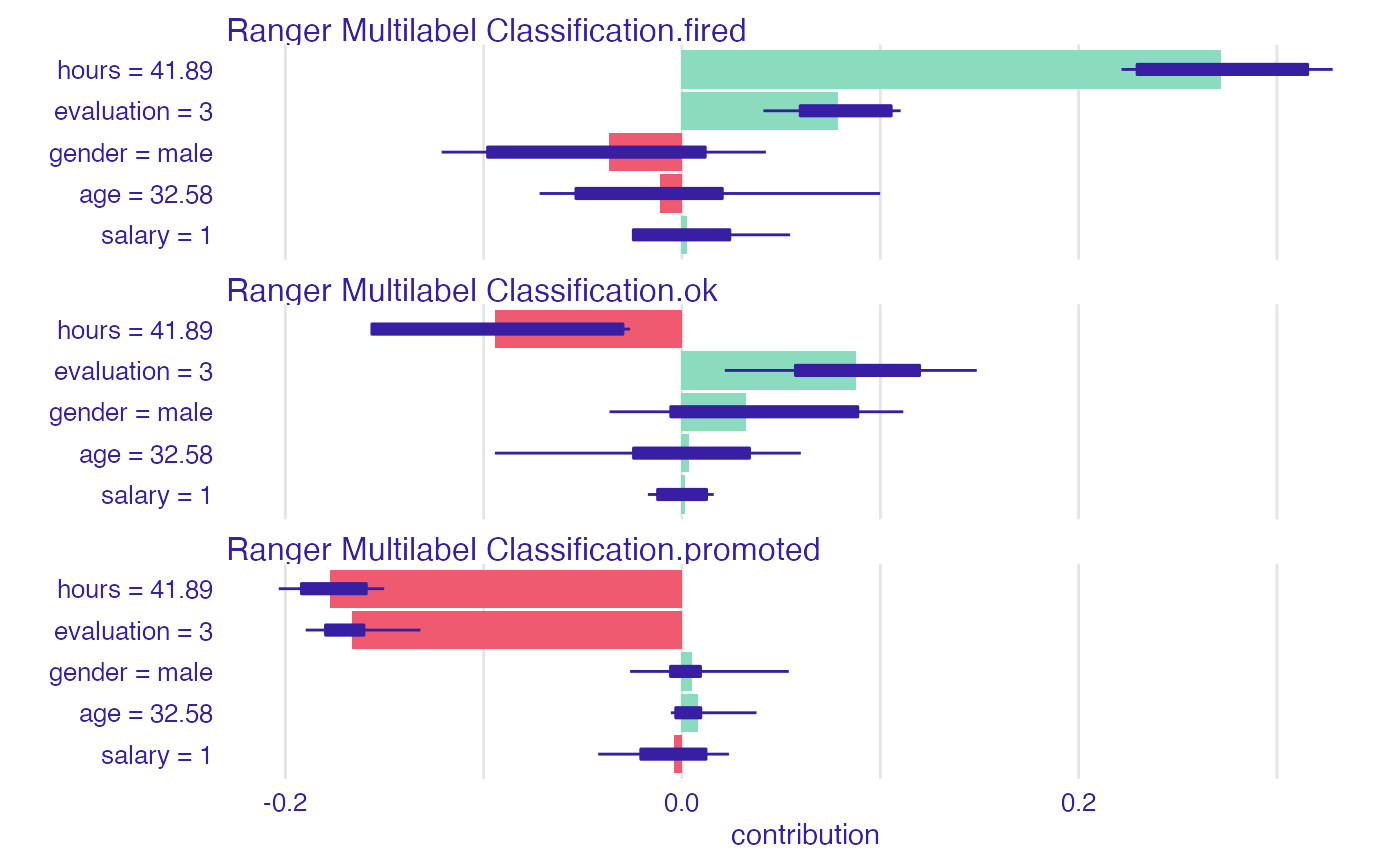 Ranger Multilabel Classification.fired
hours = 41.89
evaluation = 3
gender = male
age = 32.58
salary = 1
Ranger Multilabel Classification.ok
hours = 41.89
evaluation = 3
gender = male
age = 32.58
salary = 1
Ranger Multilabel Classification.promoted
hours = 41.89
evaluation = 3
gender = male
age = 32.58
salary = 1
-0.2 0.0 0.2
contribution